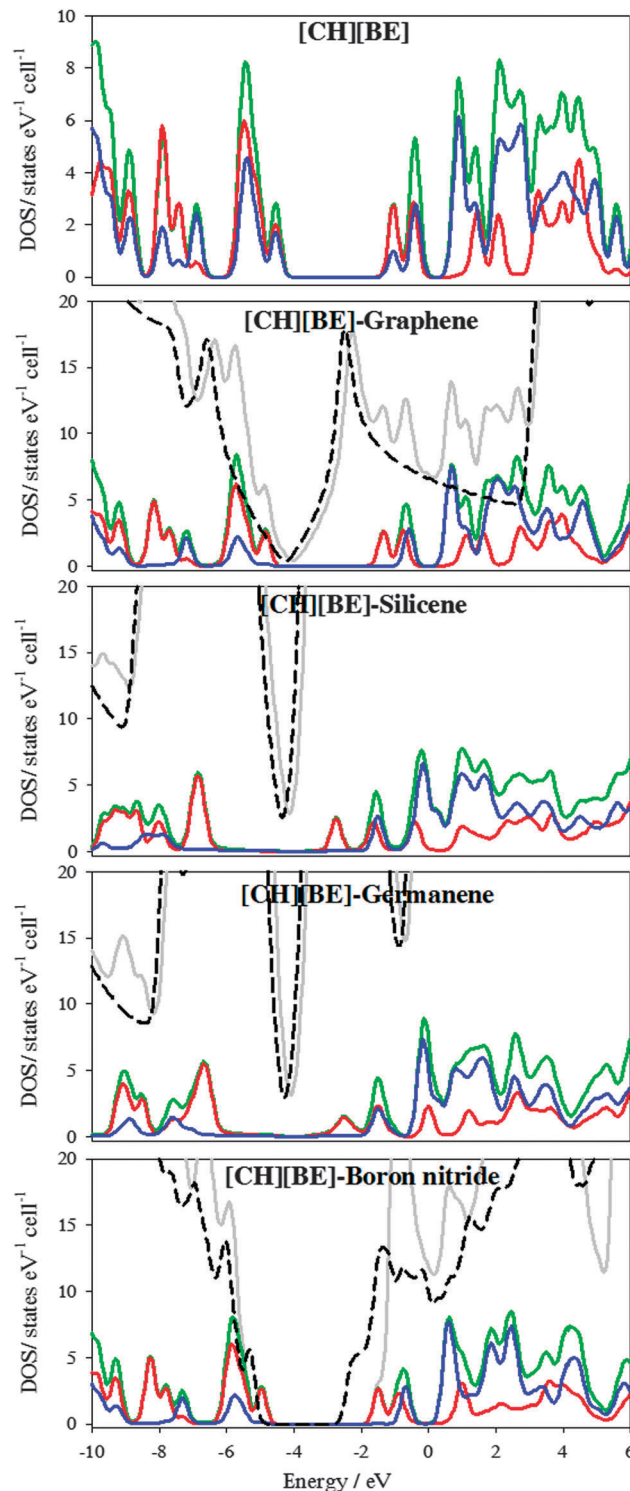 [CH][BE]
DOS/ states eV-1 cell-1
10
8
6
4
2
0
[CH][BE]-Graphene
DOS/ states eV-1 cell-1
20
15
10
5
0
[CH][BE]-Silicene
DOS/ states eV-1 cell-1
20
15
10
5
0
[CH][BE]-Germanene
DOS/ states eV-1 cell-1
20
15
10
5
0
[CH][BE]-Boron nitride
DOS/ states eV-1 cell-1
20
15
10
5
0
-10 -8 -6 -4 -2 0 2 4 6
Energy / eV